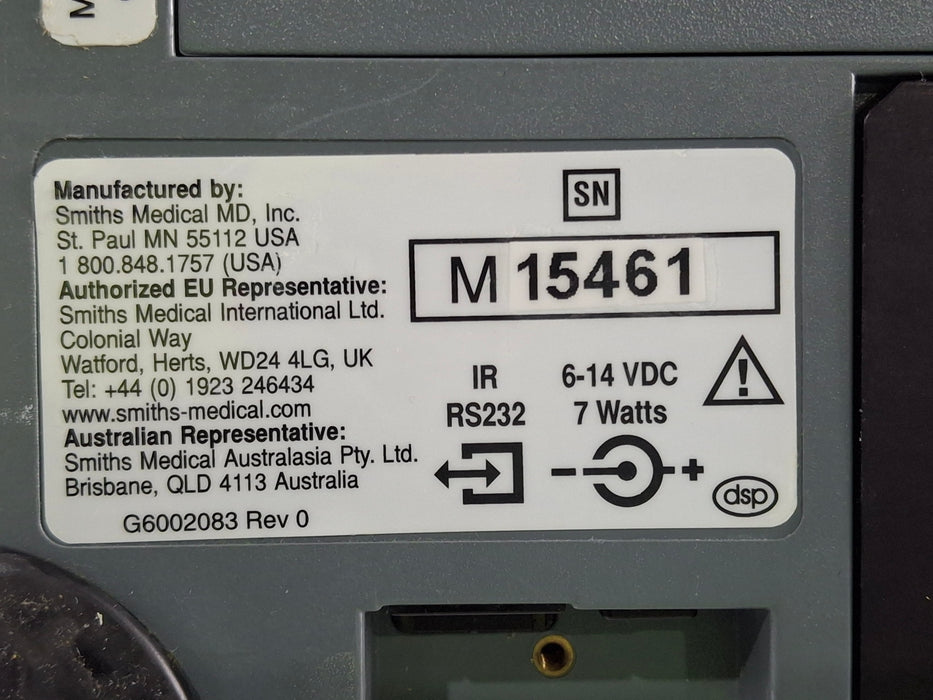 Manufactured by:
Smiths Medical MD, Inc.
St. Paul MN 55112 USA
1 800.848.1757 (USA)
Authorized EU Representative:
Smiths Medical International Ltd.
Colonial Way
Watford, Herts, WD24 4LG, UK
Tel: +44 (0) 1923 246434
www.smiths-medical.com
Australian Representative:
Smiths Medical Australasia Pty. Ltd.
Brisbane, QLD 4113 Australia
G6002083 Rev 0
SN
M 15461
IR
RS232
6-14 VDC
7 Watts
- +
dsp